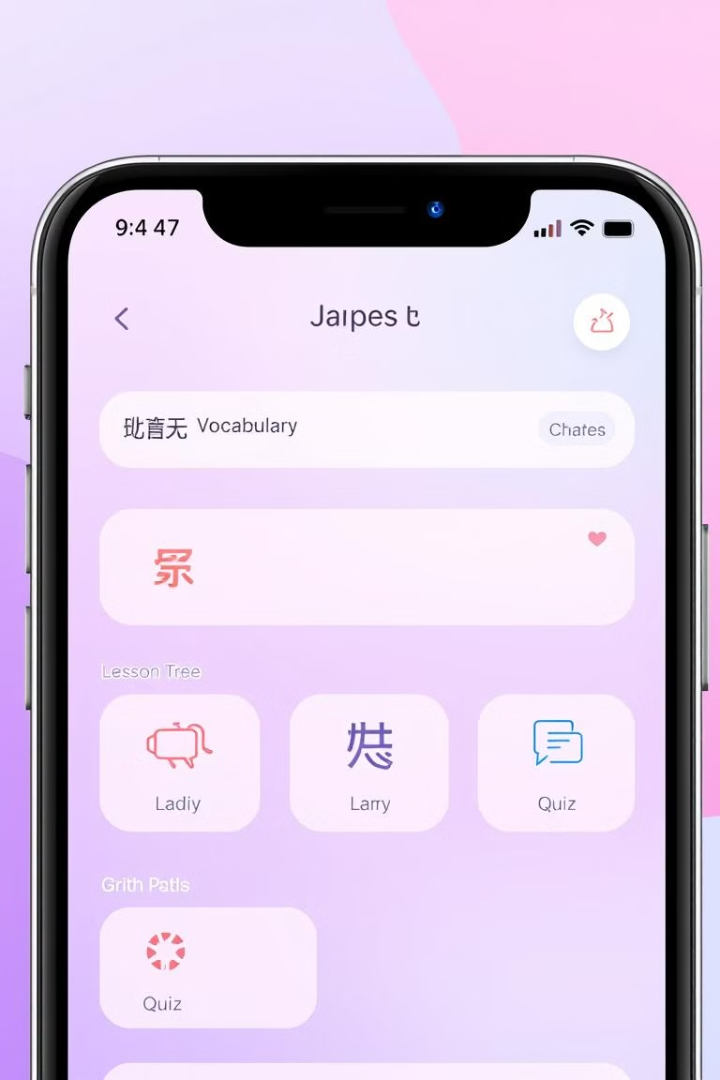 9:4 47
Jaipes t
Vocabulary
Chates
Lesson Tree
Ladiy
Larry
Quiz
Grith Patls
Quiz